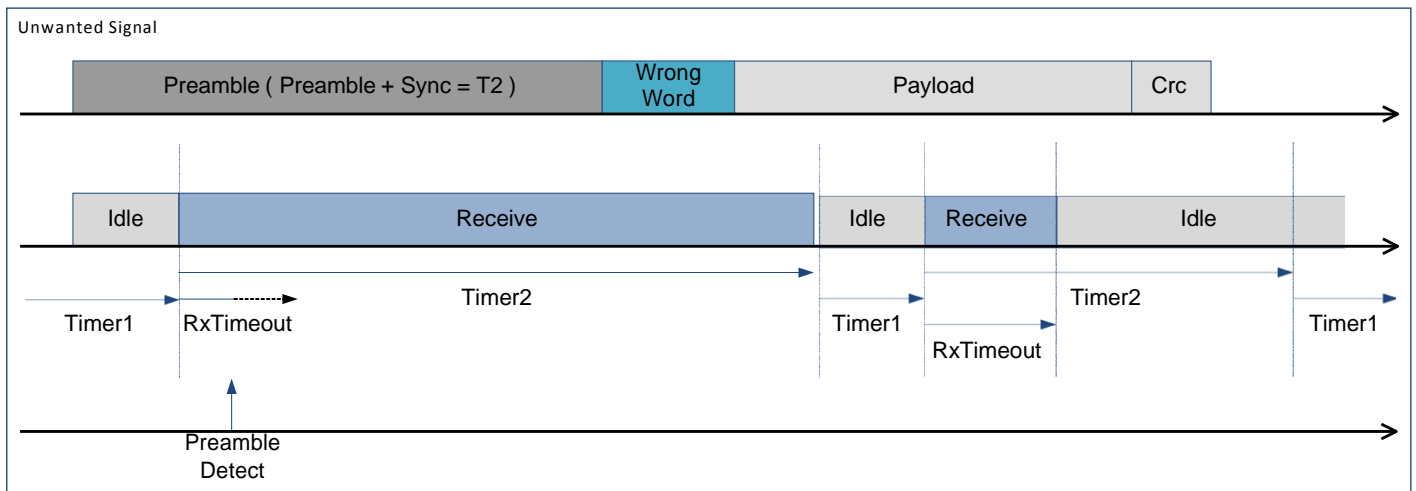 Unwanted Signal
Preamble ( Preamble + Sync = T2 )
Wrong
Word
Payload
Crc
Idle
Receive
Idle
Receive
Idle
Timer2
Timer2
Timer1
RxTimeout
Timer1
Timer1
RxTimeout
Preamble
Detect